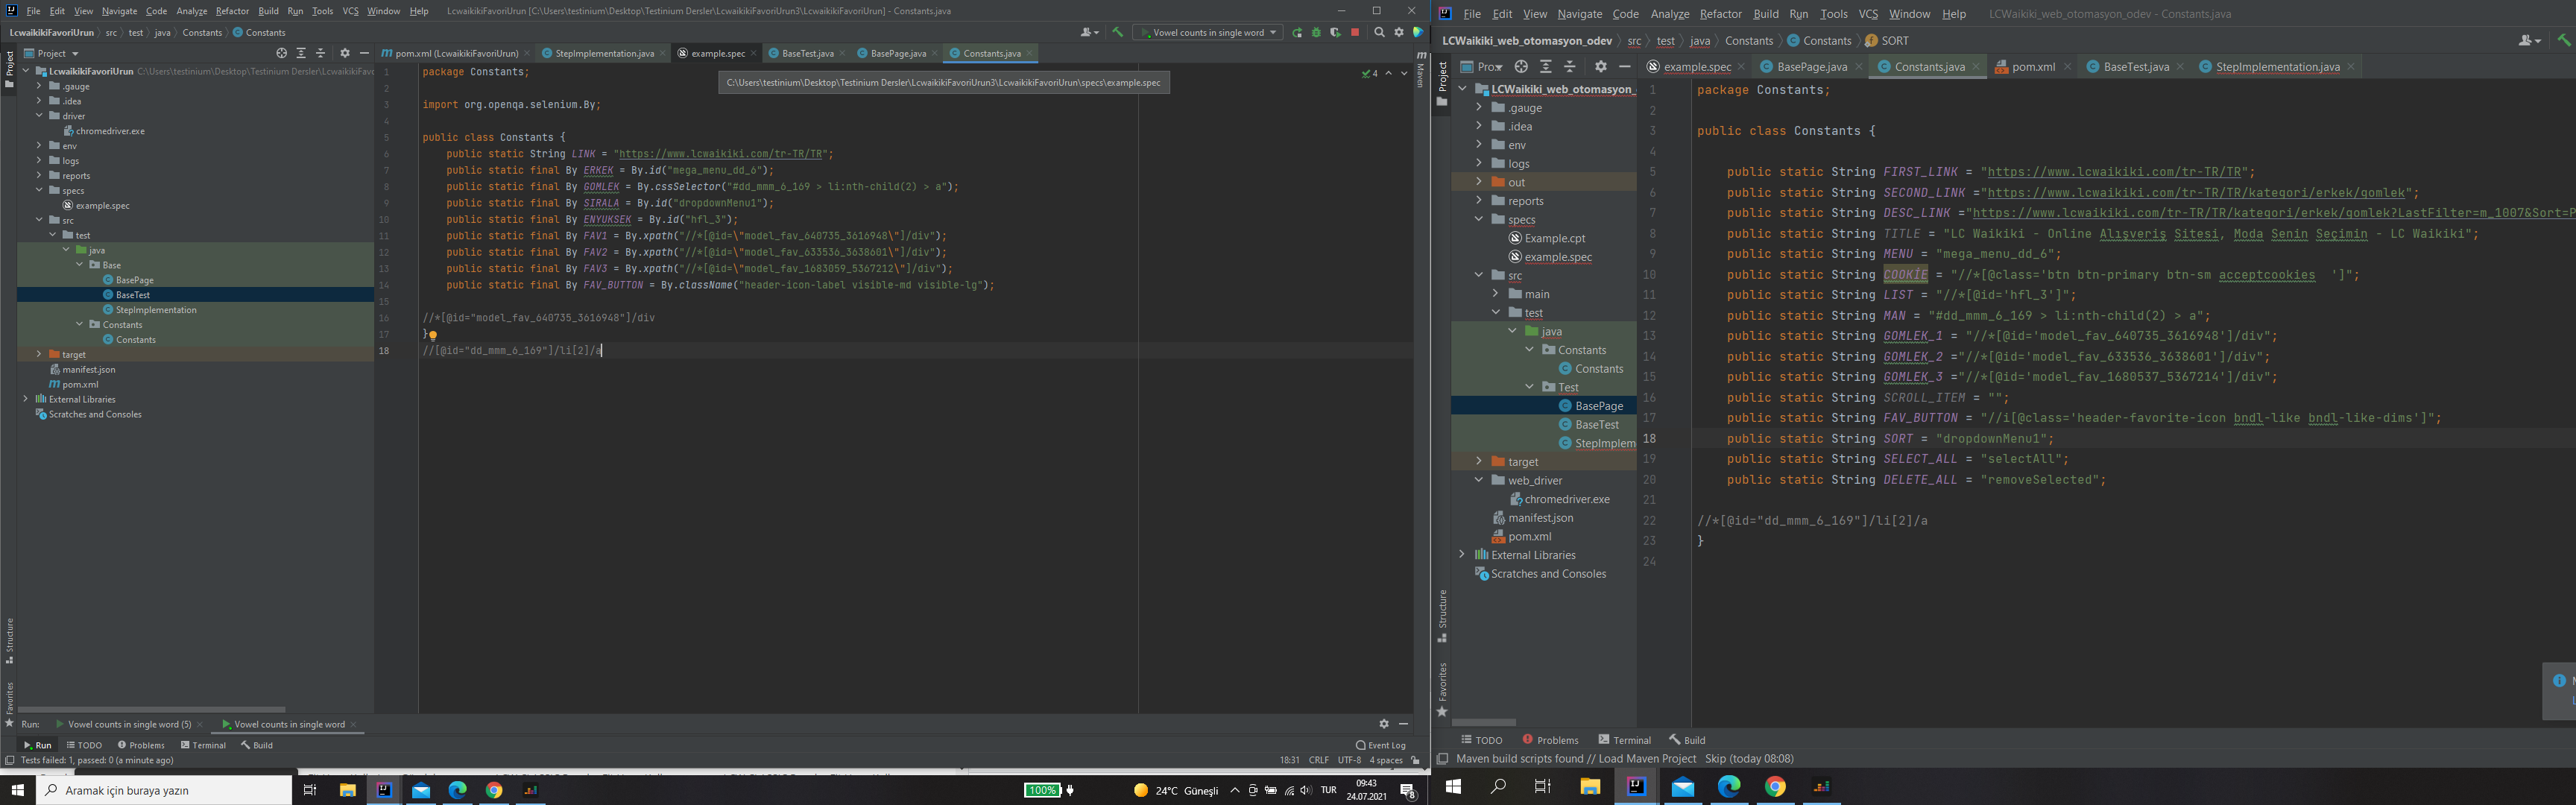 File Edit View Navigate Code Analyze Refactor Build Run Tools VCS Window Help LcwaikikiFavoriUrun [C:\Users\testinium\Desktop\Testinium Dersler\LcwaikikiFavoriUrun3\LcwaikikiFavoriUrun] - Constants.java
LcwaikikiFavoriUrun src test java Constants Constants Vowel counts in single word
Project
pom.xml (LcwaikikiFavoriUrun) StepImplementation.java example.spec BaseTest.java BasePage.java Constants.java
LcwaikikiFavoriUrun C:\Users\testinium\Desktop\Testinium Dersler\LcwaikikiFavo
.gauge
.idea
driver
chromedriver.exe
env
logs
reports
specs
example.spec
src
test
java
Base
BasePage
BaseTest
StepImplementation
Constants
Constants
target
manifest.json
pom.xml
External Libraries
Scratches and Consoles
Project
Structure
Favorites
Maven
C:\Users\testinium\Desktop\Testinium Dersler\LcwaikikiFavoriUrun3\LcwaikikiFavoriUrun\specs\example.spec
4
1 package Constants;
2
3 import org.openqa.selenium.By;
4
5 public class Constants {
6 public static String LINK = "https://www.lcwaikiki.com/tr-TR/TR";
7 public static final By ERKEK = By.id("mega_menu_dd_6");
8 public static final By GOMLEK = By.cssSelector("#dd_mmm_6_169 > li:nth-child(2) > a");
9 public static final By SIRALA = By.id("dropdownMenu1");
10 public static final By ENYUKSEK = By.id("hfl_3");
11 public static final By FAV1 = By.xpath("//*[@id=\"model_fav_640735_3616948\"]/div");
12 public static final By FAV2 = By.xpath("//*[@id=\"model_fav_633536_3638601\"]/div");
13 public static final By FAV3 = By.xpath("//*[@id=\"model_fav_1683059_5367212\"]/div");
14 public static final By FAV_BUTTON = By.className("header-icon-label visible-md visible-lg");
15
16 //*[@id="model_fav_640735_3616948"]/div
17 }
18 //[@id="dd_mmm_6_169"]/li[2]/a
Run: Vowel counts in single word (5) Vowel counts in single word
Run TODO Problems Terminal Build Event Log
Tests failed: 1, passed: 0 (a minute ago) 18:31 CRLF UTF-8 4 spaces
Aramak için buraya yazın 100% 24°C Güneşli TUR 09:43
24.07.2021 8
File Edit View Navigate Code Analyze Refactor Build Run Tools VCS Window Help LCWaikiki_web_otomasyon_odev - Constants.java
LCWaikiki_web_otomasyon_odev src test java Constants Constants SORT
Pro
example.spec BasePage.java Constants.java pom.xml BaseTest.java StepImplementation.java
LCWaikiki_web_otomasyon_
.gauge
.idea
env
logs
out
reports
specs
Example.cpt
example.spec
src
main
test
java
Constants
Constants
Test
BasePage
BaseTest
StepImplem
target
web_driver
chromedriver.exe
manifest.json
pom.xml
External Libraries
Scratches and Consoles
Project
Structure
Favorites
1 package Constants;
2
3 public class Constants {
4
5 public static String FIRST_LINK = "https://www.lcwaikiki.com/tr-TR/TR";
6 public static String SECOND_LINK ="https://www.lcwaikiki.com/tr-TR/TR/kategori/erkek/gomlek";
7 public static String DESC_LINK ="https://www.lcwaikiki.com/tr-TR/TR/kategori/erkek/gomlek?LastFilter=m_1007&Sort=P
8 public static String TITLE = "LC Waikiki - Online Alışveriş Sitesi, Moda Senin Seçimin - LC Waikiki";
9 public static String MENU = "mega_menu_dd_6";
10 public static String COOKİE = "//*[@class='btn btn-primary btn-sm acceptcookies  ']";
11 public static String LIST = "//*[@id='hfl_3']";
12 public static String MAN = "#dd_mmm_6_169 > li:nth-child(2) > a";
13 public static String GOMLEK_1 = "//*[@id='model_fav_640735_3616948']/div";
14 public static String GOMLEK_2 ="//*[@id='model_fav_633536_3638601']/div";
15 public static String GOMLEK_3 ="//*[@id='model_fav_1680537_5367214']/div";
16 public static String SCROLL_ITEM = "";
17 public static String FAV_BUTTON = "//i[@class='header-favorite-icon bndl-like bndl-like-dims']";
18 public static String SORT = "dropdownMenu1";
19 public static String SELECT_ALL = "selectAll";
20 public static String DELETE_ALL = "removeSelected";
21
22 //*[@id="dd_mmm_6_169"]/li[2]/a
23 }
24
TODO Problems Terminal Build
Maven build scripts found // Load Maven Project Skip (today 08:08)